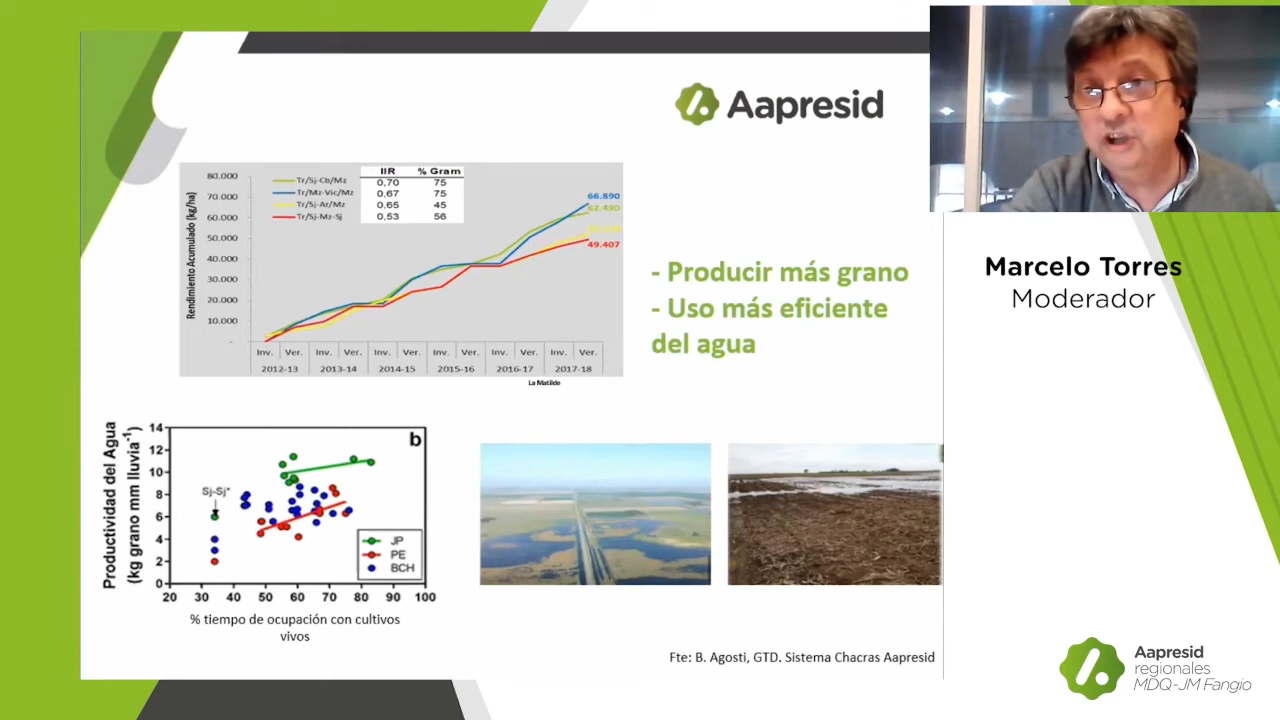 Aapresid
IIR % Gram
Tr/Sj-Cb/Mz 0,70 75
Tr/Mz-Vic/Mz 0,67 75
Tr/Sj-Ar/Mz 0,65 45
Tr/Sj-Mz-Sj 0,53 56
Rendimiento Acumulado (kg/ha)
80.000
70.000
60.000
50.000
40.000
30.000
20.000
10.000
-
66.890
62.490
49.407
Inv. Ver. Inv. Ver. Inv. Ver. Inv. Ver. Inv. Ver. Inv. Ver.
2012-13 2013-14 2014-15 2015-16 2016-17 2017-18
La Matilde
- Producir más grano
- Uso más eficiente
del agua
Marcelo Torres
Moderador
Productividad del Agua
(kg grano mm lluvia-1)
14
12
10
8
6
4
2
0
b
Sj-Sj*
JP
PE
BCH
20 30 40 50 60 70 80 90 100
% tiempo de ocupación con cultivos
vivos
Fte: B. Agosti, GTD. Sistema Chacras Aapresid
Aapresid
regionales
MDQ-JM Fangio